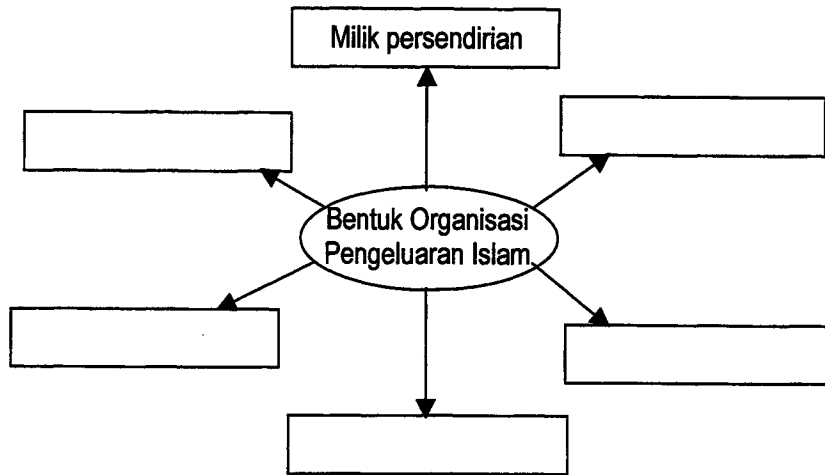 Milik persendirian
Bentuk Organisasi
Pengeluaran Islam